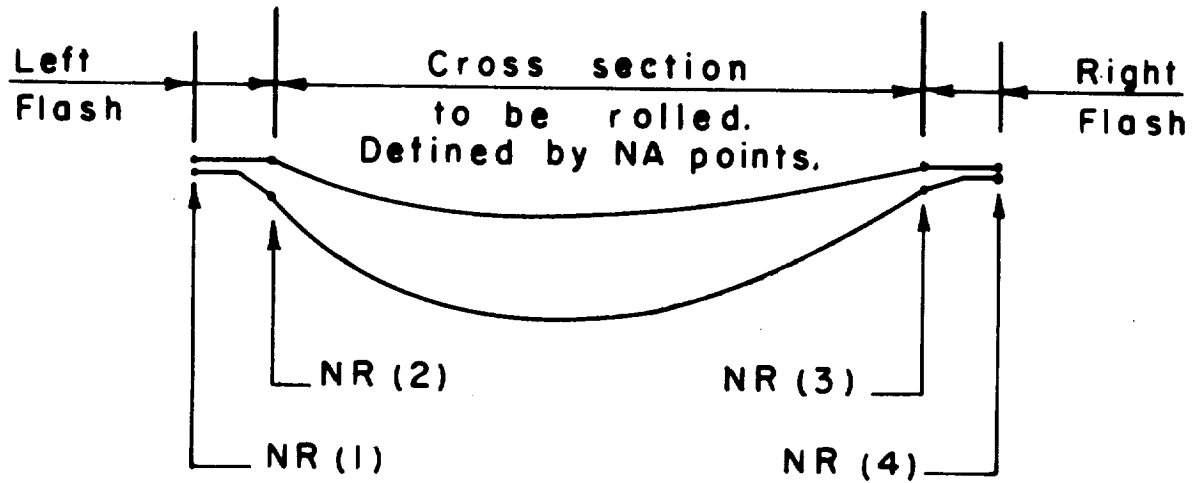 Left
Flash
Cross section
to be rolled.
Defined by NA points.
Right
Flash
NR (2)
NR (3)
NR (1)
NR (4)